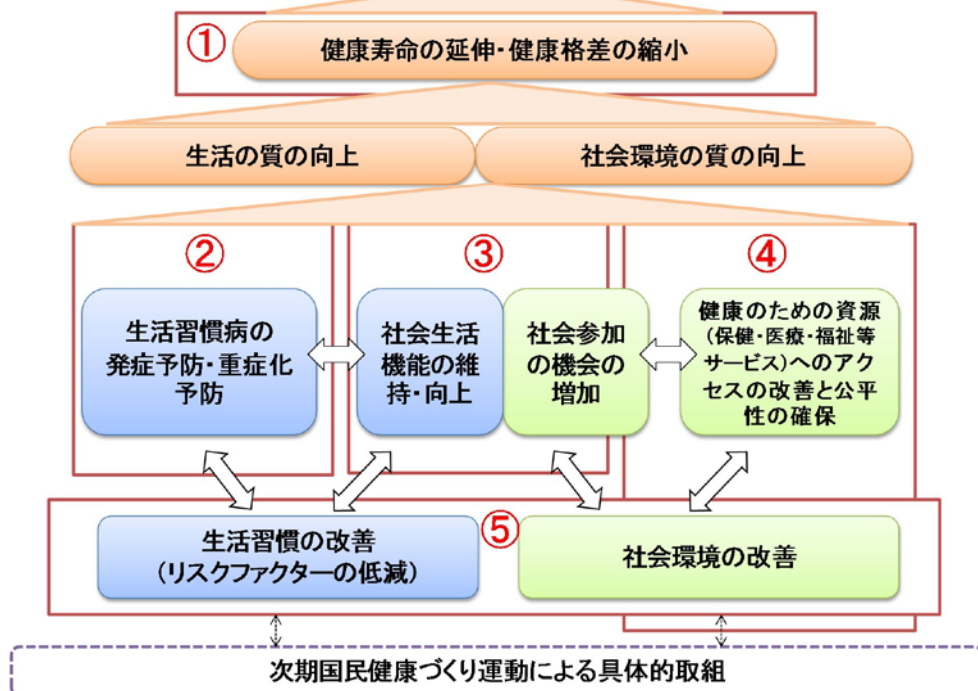 ①
健康寿命の延伸・健康格差の縮小
生活の質の向上
社会環境の質の向上
②
③
④
生活習慣病の
発症予防・重症化
予防
社会生活
機能の維
持・向上
社会参加
の機会の
増加
健康のための資源
(保健・医療・福祉等
サービス)へのアク
セスの改善と公平
性の確保
⑤
生活習慣の改善
(リスクファクターの低減)
社会環境の改善
次期国民健康づくり運動による具体的取組